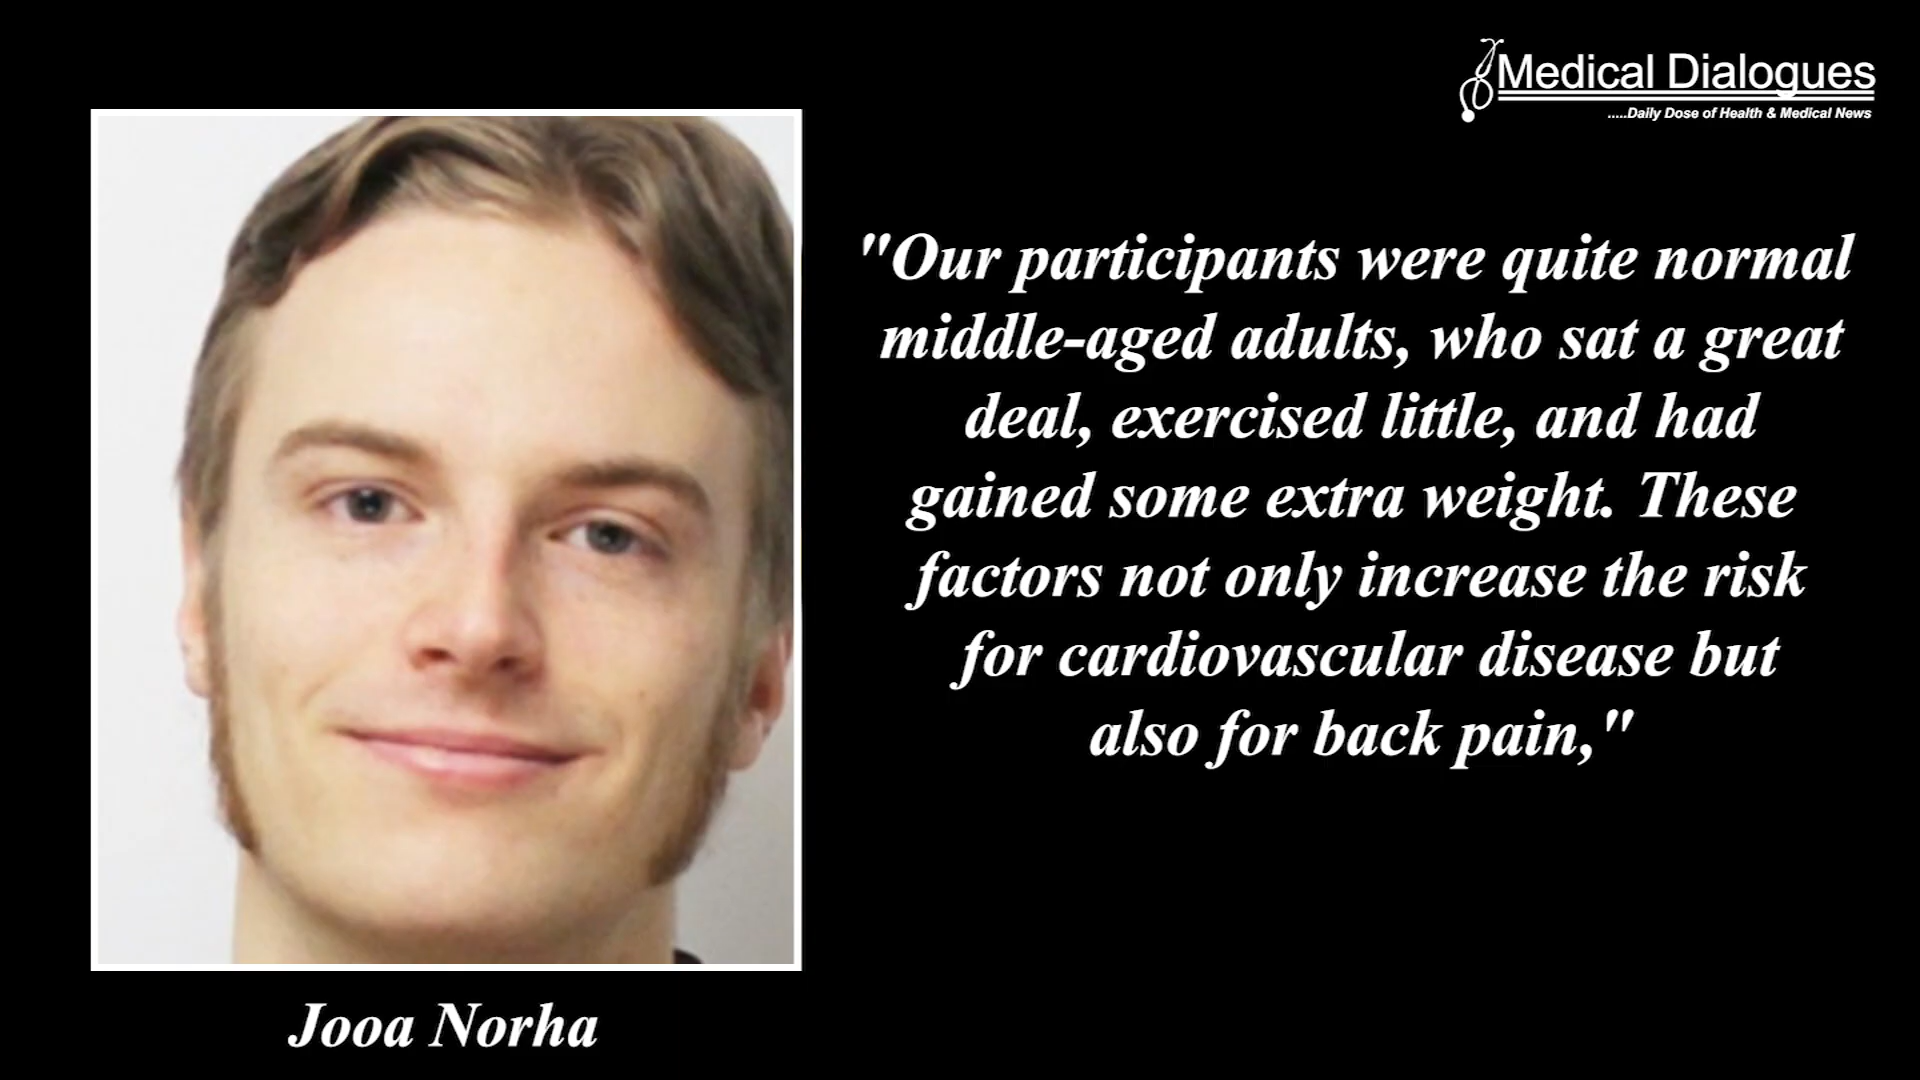 Medical Dialogues
.....Daily Dose of Health & Medical News
"Our participants were quite normal
middle-aged adults, who sat a great
deal, exercised little, and had
gained some extra weight. These
factors not only increase the risk
for cardiovascular disease but
also for back pain,"
Jooa Norha